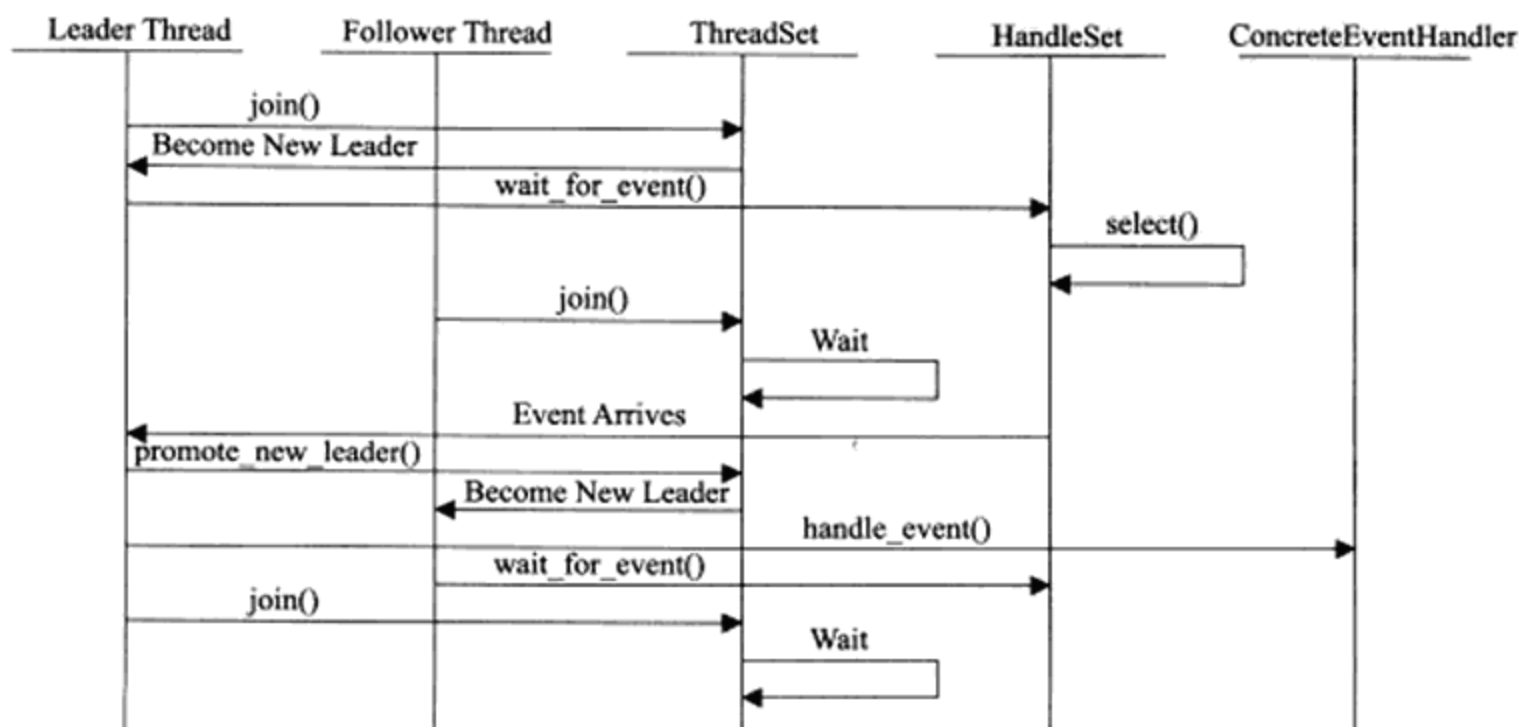 Leader Thread
Follower Thread
ThreadSet
HandleSet
ConcreteEventHandler
join()
Become New Leader
wait_for_event()
select()
join()
Wait
Event Arrives
promote_new_leader()
Become New Leader
handle_event()
wait_for_event()
join()
Wait